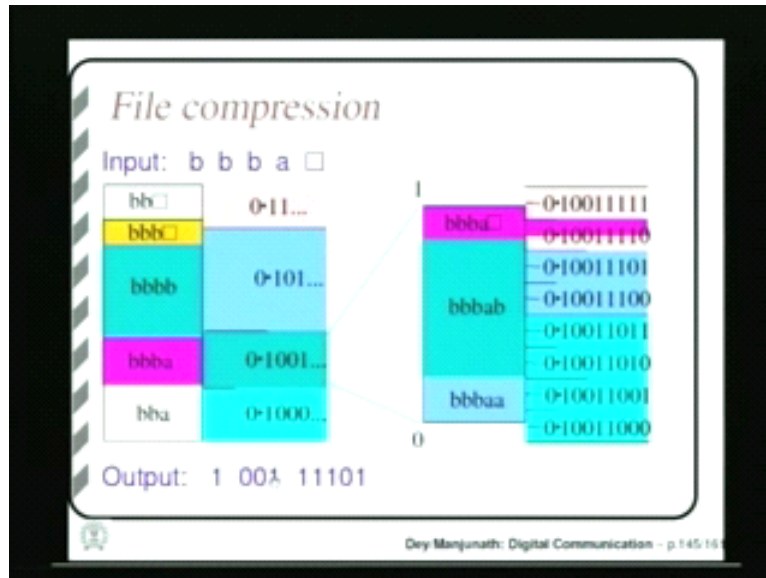 File compression
Input: b b b a □
bb□
bbb□
bbbb
bbba
bba
0·11...
0·101...
0·1001...
0·1000...
1
0
bbba□
bbbab
bbbaa
0·10011111
0·10011110
0·10011101
0·10011100
0·10011011
0·10011010
0·10011001
0·10011000
Output: 1 001 11101
Dey/Manjunath: Digital Communication – p.145/161